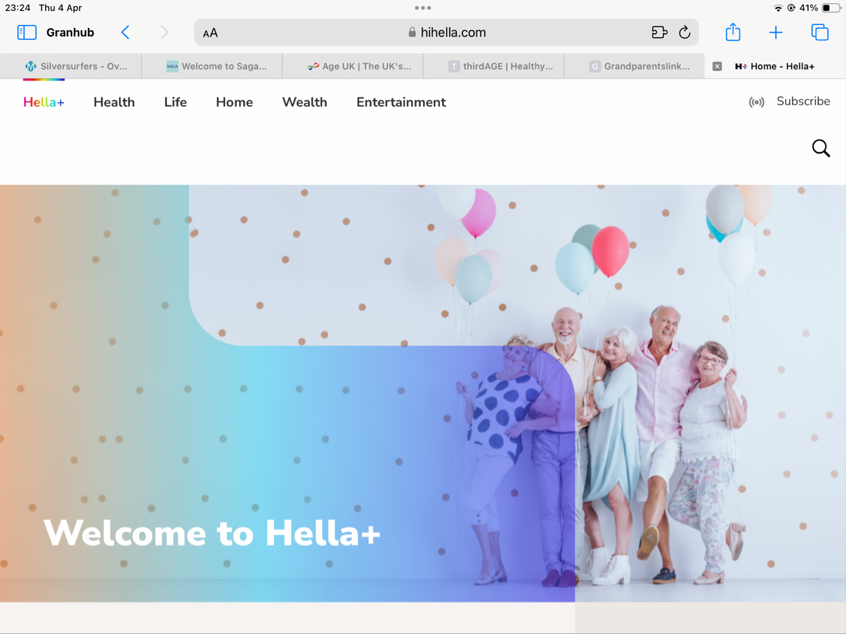 23:24 Thu 4 Apr
41%
Granhub
AA
hihella.com
Silversurfers - Ov...
SAGA Welcome to Saga...
Age UK | The UK's...
T thirdAGE | Healthy...
G Grandparentslink...
H+ Home - Hella+
Hella+ Health Life Home Wealth Entertainment
Subscribe
Welcome to Hella+